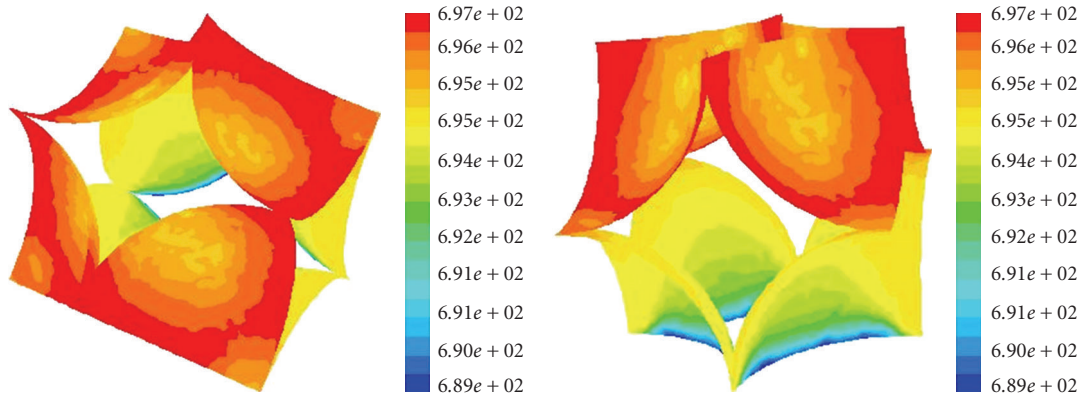 6.97e + 02
6.96e + 02
6.95e + 02
6.95e + 02
6.94e + 02
6.93e + 02
6.92e + 02
6.91e + 02
6.91e + 02
6.90e + 02
6.89e + 02
6.97e + 02
6.96e + 02
6.95e + 02
6.95e + 02
6.94e + 02
6.93e + 02
6.92e + 02
6.91e + 02
6.91e + 02
6.90e + 02
6.89e + 02